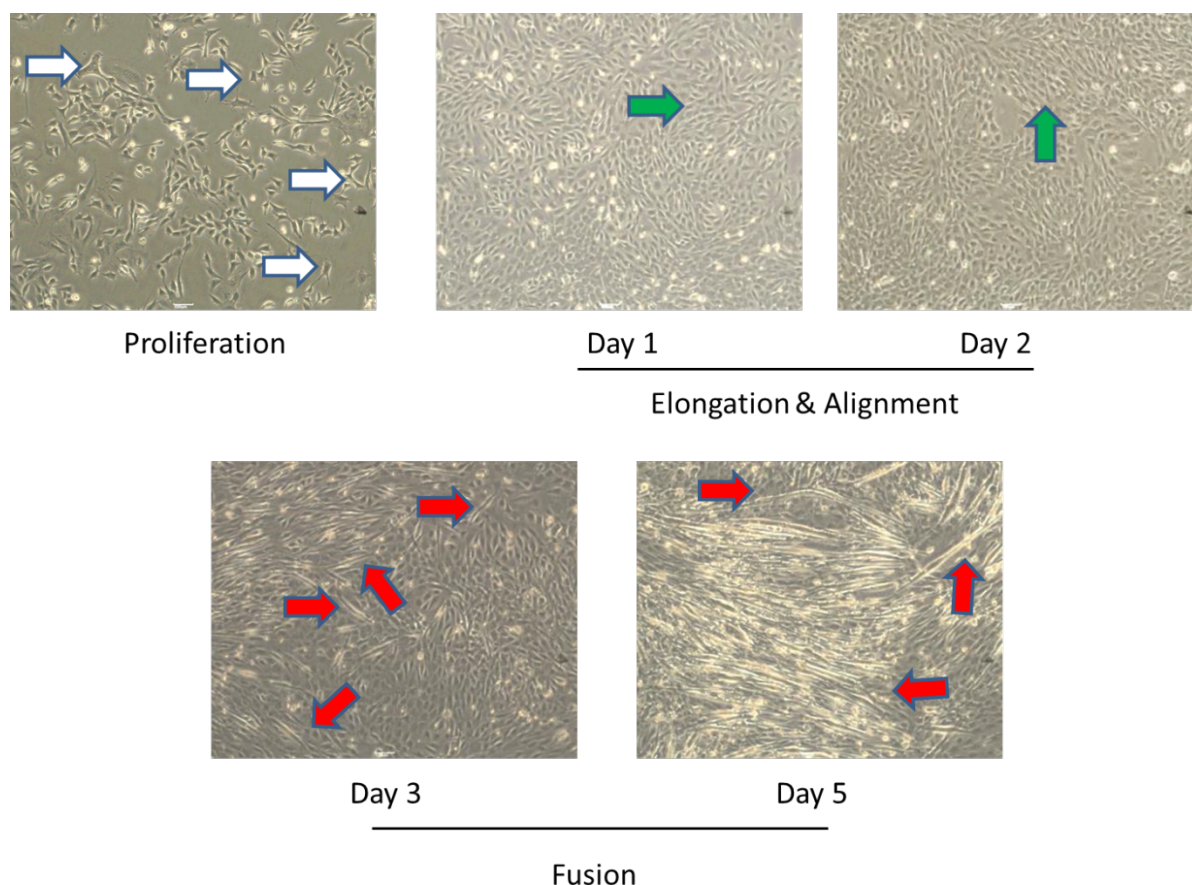 Proliferation
Day 1
Day 2
Elongation & Alignment
Day 3
Day 5
Fusion